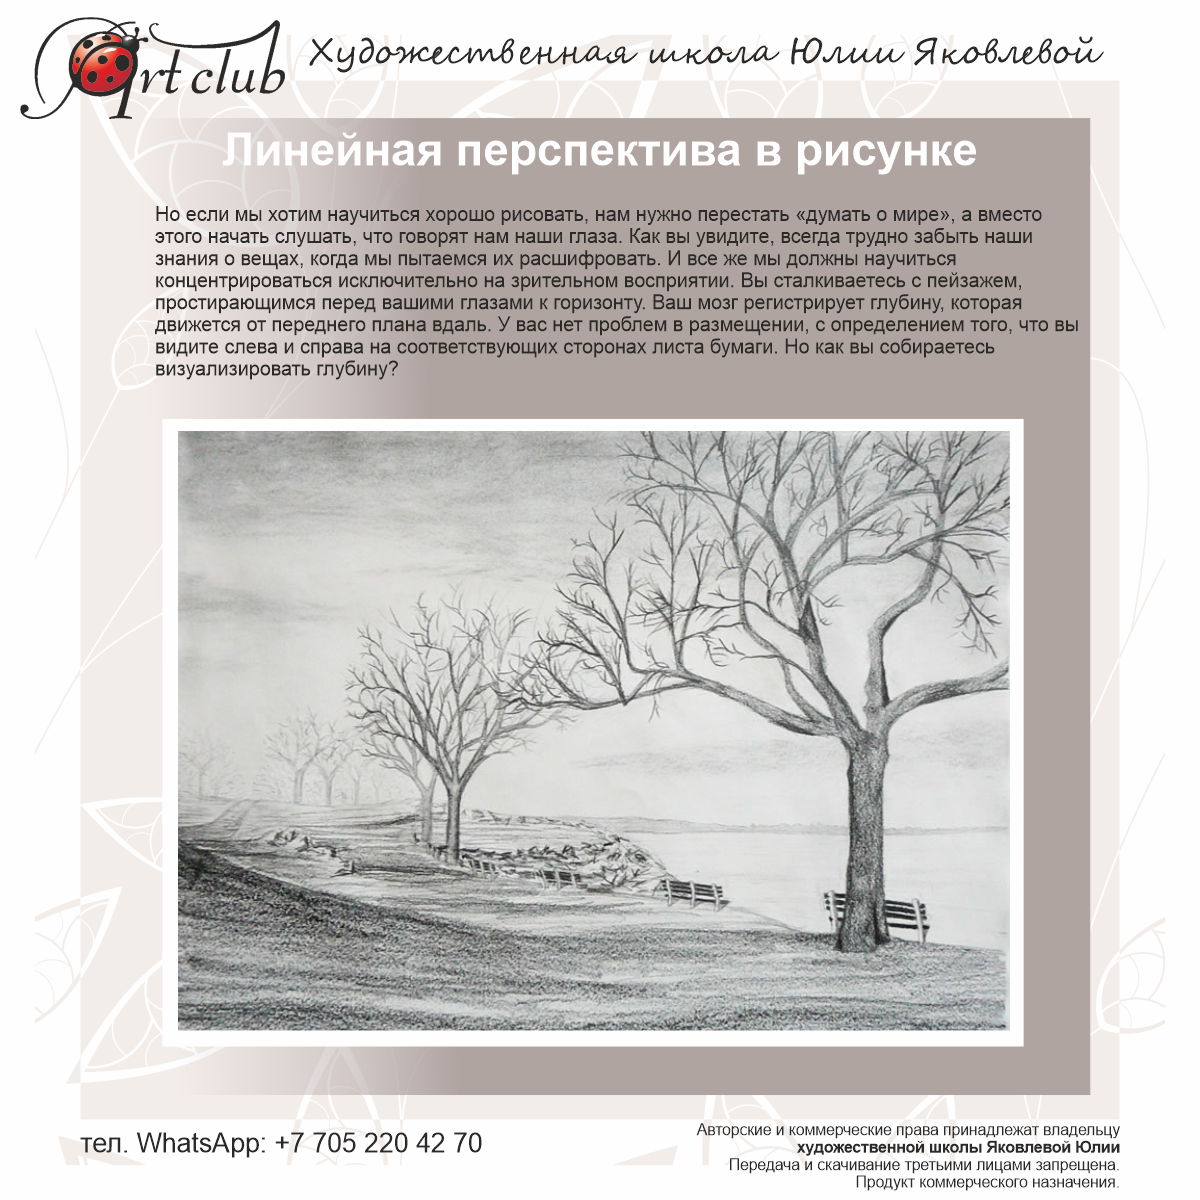 Art club
Художественная школа Юлии Яковлевой
Линейная перспектива в рисунке
Но если мы хотим научиться хорошо рисовать, нам нужно перестать «думать о мире», а вместо
этого начать слушать, что говорят нам наши глаза. Как вы увидите, всегда трудно забыть наши
знания о вещах, когда мы пытаемся их расшифровать. И все же мы должны научиться
концентрироваться исключительно на зрительном восприятии. Вы сталкиваетесь с пейзажем,
простирающимся перед вашими глазами к горизонту. Ваш мозг регистрирует глубину, которая
движется от переднего плана вдаль. У вас нет проблем в размещении, с определением того, что вы
видите слева и справа на соответствующих сторонах листа бумаги. Но как вы собираетесь
визуализировать глубину?
тел. WhatsApp: +7 705 220 42 70
Авторские и коммерческие права принадлежат владельцу
художественной школы Яковлевой Юлии
Передача и скачивание третьими лицами запрещена.
Продукт коммерческого назначения.